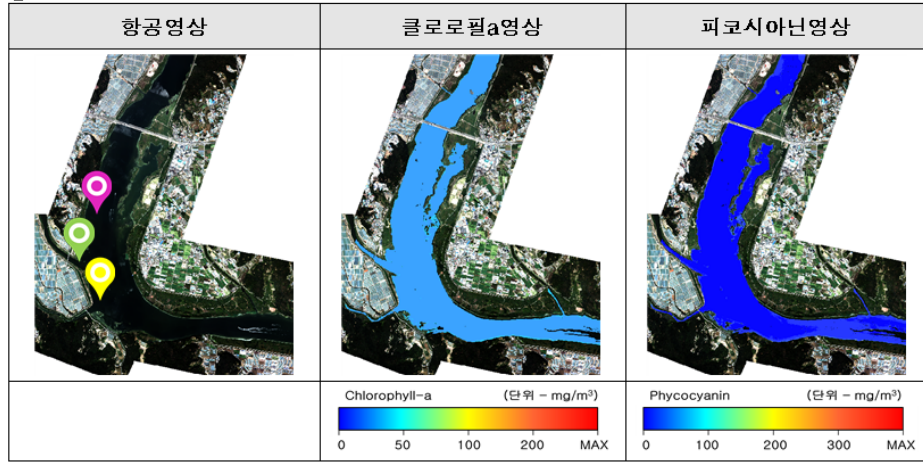 항공영상 클로로필a영상 피코시아닌영상
Chlorophyll-a (단위 - mg/m³) Phycocyanin (단위 - mg/m³)
0 50 100 200 MAX 0 100 200 300 MAX